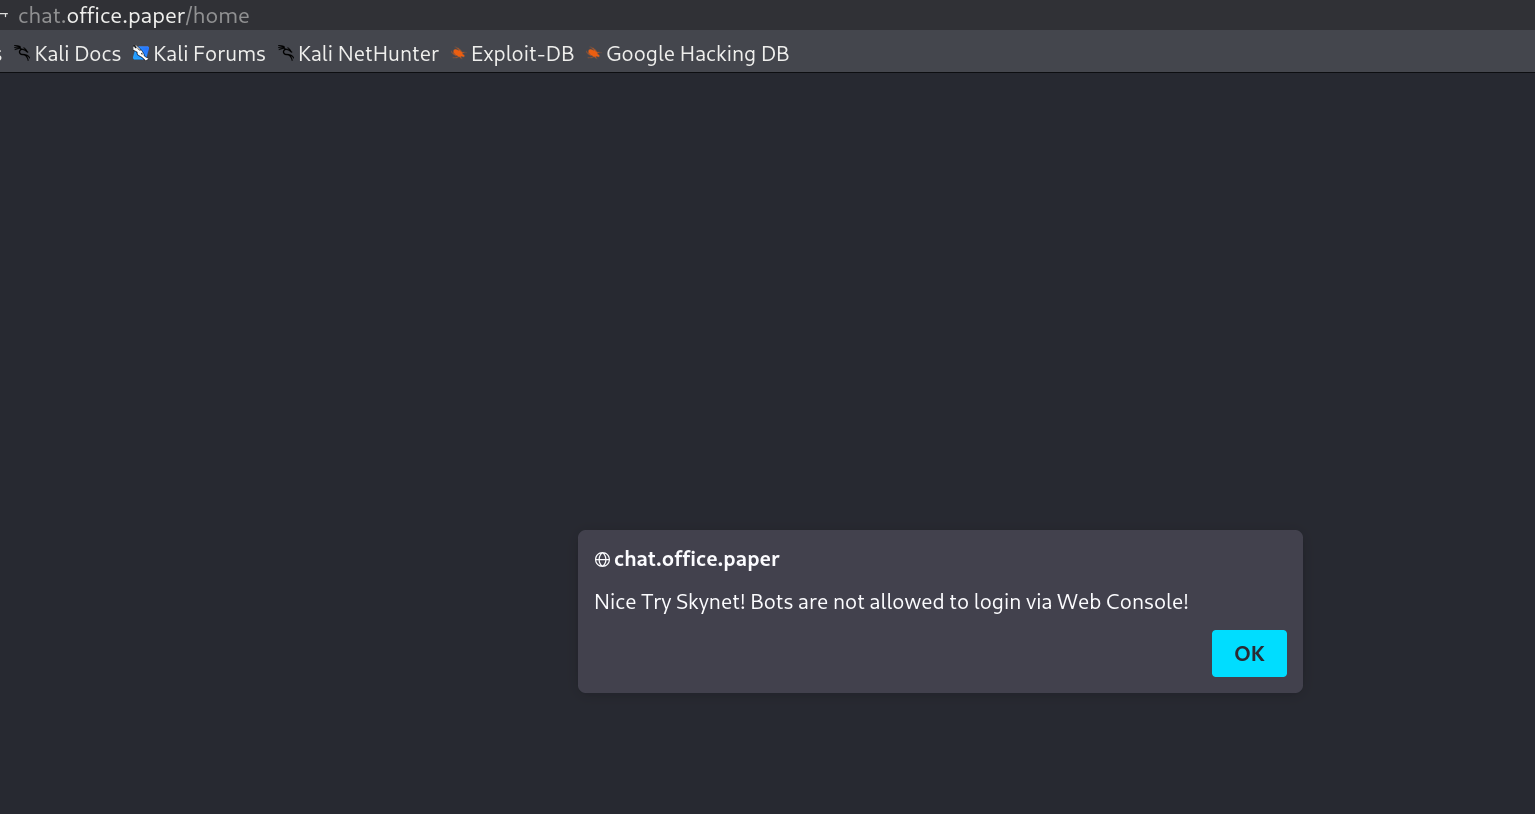 chat.office.paper/home
Kali Docs Kali Forums Kali NetHunter Exploit-DB Google Hacking DB
chat.office.paper
Nice Try Skynet! Bots are not allowed to login via Web Console!
OK